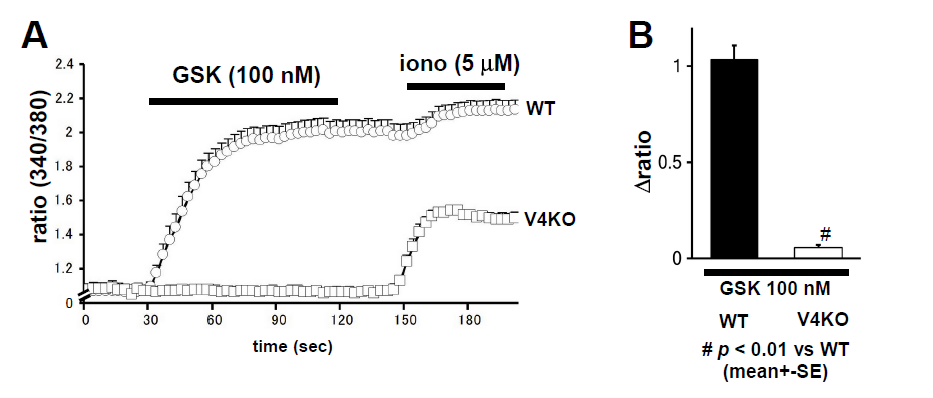 A
B
GSK (100 nM)
iono (5 µM)
WT
V4KO
ratio (340/380)
2.4
2.2
2
1.8
1.6
1.4
1.2
0
0
30
60
90
120
150
180
time (sec)
Δratio
1
0.5
0
#
GSK 100 nM
WT
V4KO
# p < 0.01 vs WT
(mean+-SE)